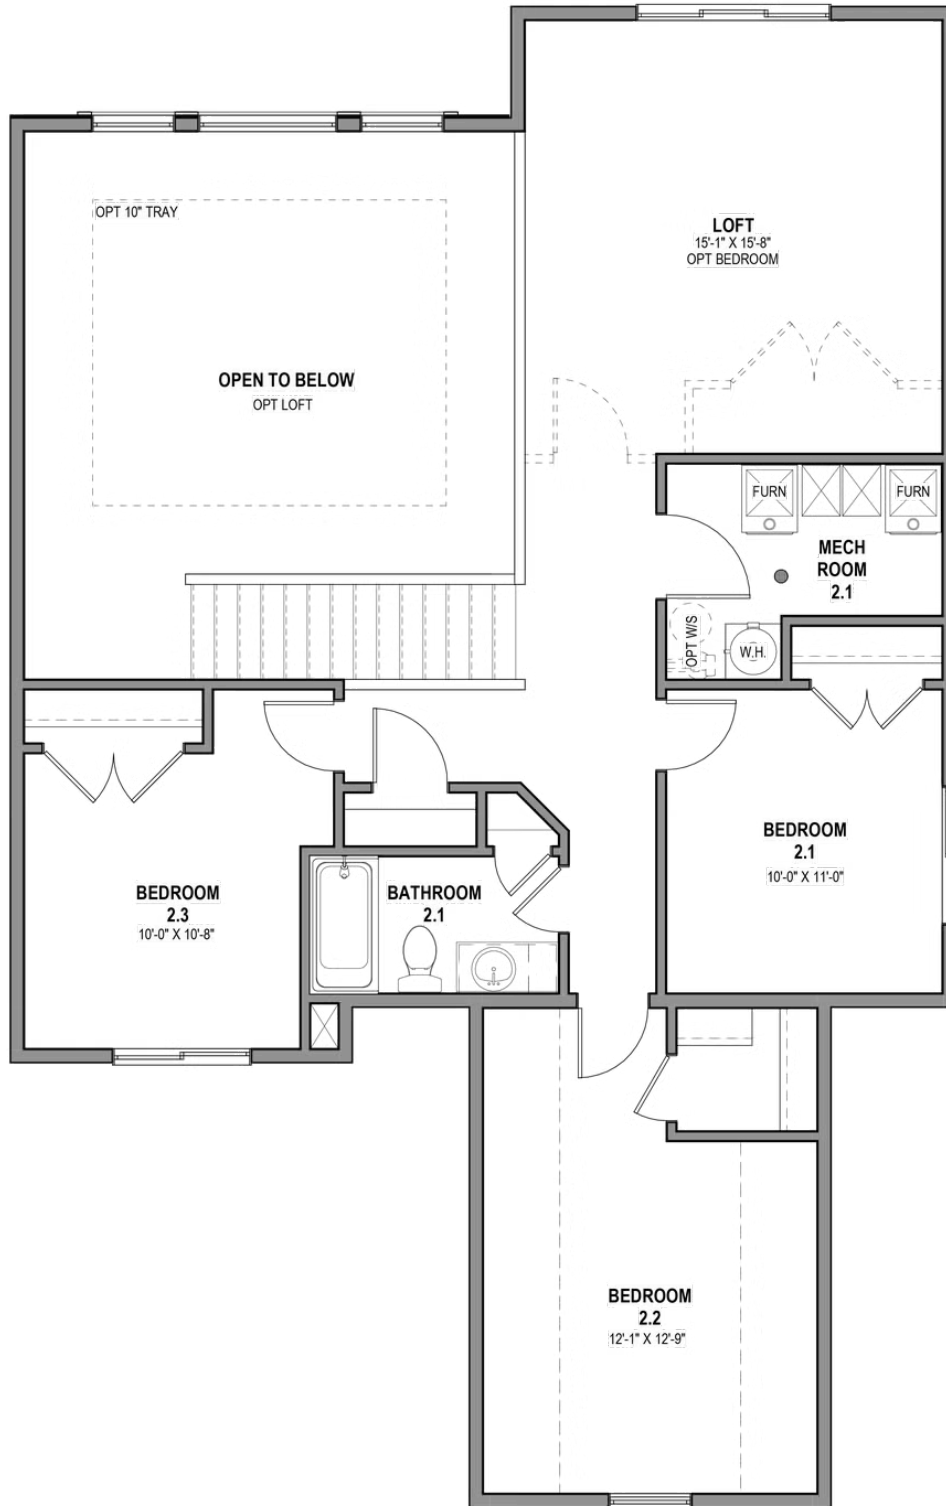 OPT 10" TRAY
LOFT
15'-1" X 15'-8"
OPT BEDROOM
OPEN TO BELOW
OPT LOFT
FURN
FURN
MECH
ROOM
2.1
OPT W/S
W.H.
BEDROOM
2.1
10'-0" X 11'-0"
BEDROOM
2.3
10'-0" X 10'-8"
BATHROOM
2.1
BEDROOM
2.2
12'-1" X 12'-9"